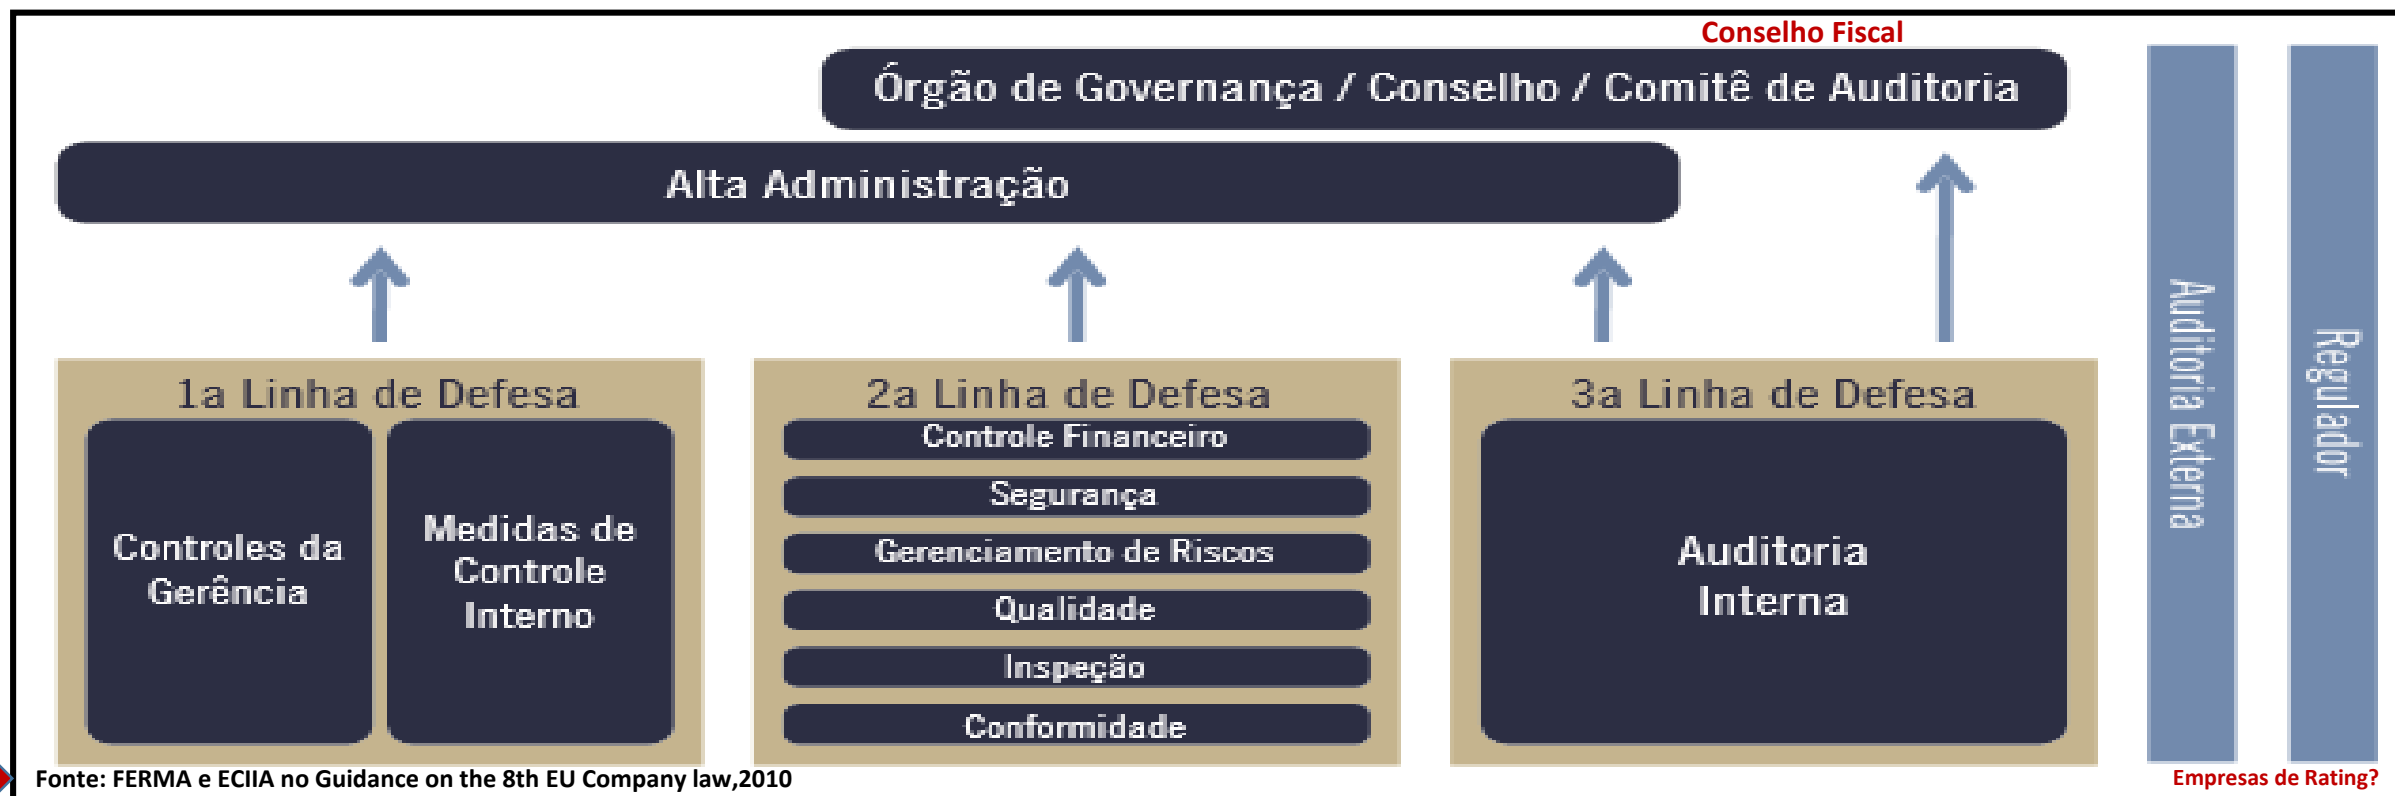 Conselho Fiscal
Órgão de Governança / Conselho / Comitê de Auditoria
Alta Administração
1a Linha de Defesa
Controles da
Gerência
Medidas de
Controle
Interno
2a Linha de Defesa
Controle Financeiro
Segurança
Gerenciamento de Riscos
Qualidade
Inspeção
Conformidade
3a Linha de Defesa
Auditoria
Interna
Auditoria Externa
Regulador
Fonte: FERMA e ECIIA no Guidance on the 8th EU Company law,2010
Empresas de Rating?